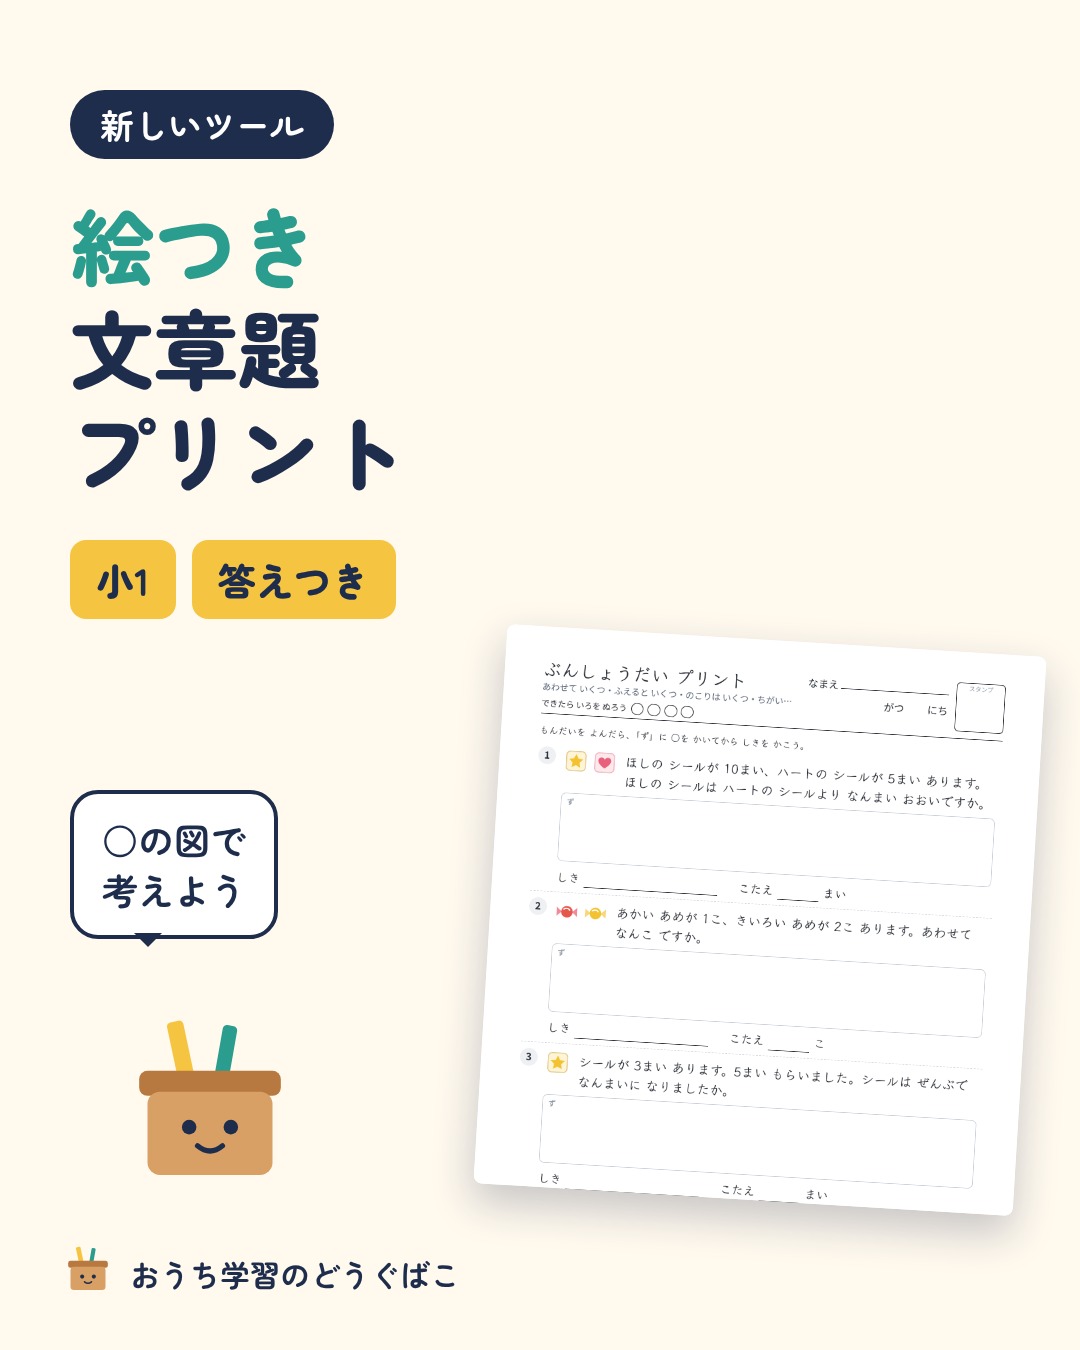 新しいツール
絵つき
文章題
プリント
小1
答えつき
ぶんしょうだい プリント
あわせて いくつ・ふえると いくつ・のこりは いくつ・ちがい…
できたら いろを ぬろう ○○○○
なまえ
がつ にち
スタンプ
もんだいを よんだら、「ず」に ○を かいてから しきを かこう。
1 ほしの シールが 10まい、ハートの シールが 5まい あります。
ほしの シールは ハートの シールより なんまい おおいですか。
ず
しき こたえ まい
2 あかい あめが 1こ、きいろい あめが 2こ あります。あわせて
なんこ ですか。
ず
しき こたえ こ
3 シールが 3まい あります。5まい もらいました。シールは ぜんぶで
なんまいに なりましたか。
ず
しき こたえ まい
○の図で
考えよう
おうち学習のどうぐばこ